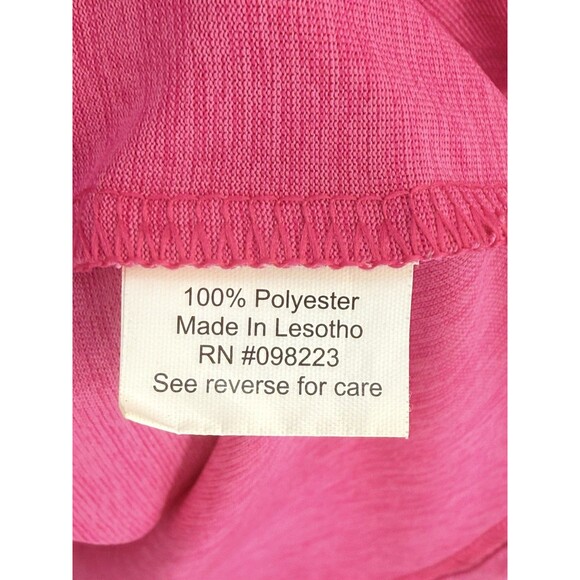 100% Polyester
Made In Lesotho
RN #098223
See reverse for care